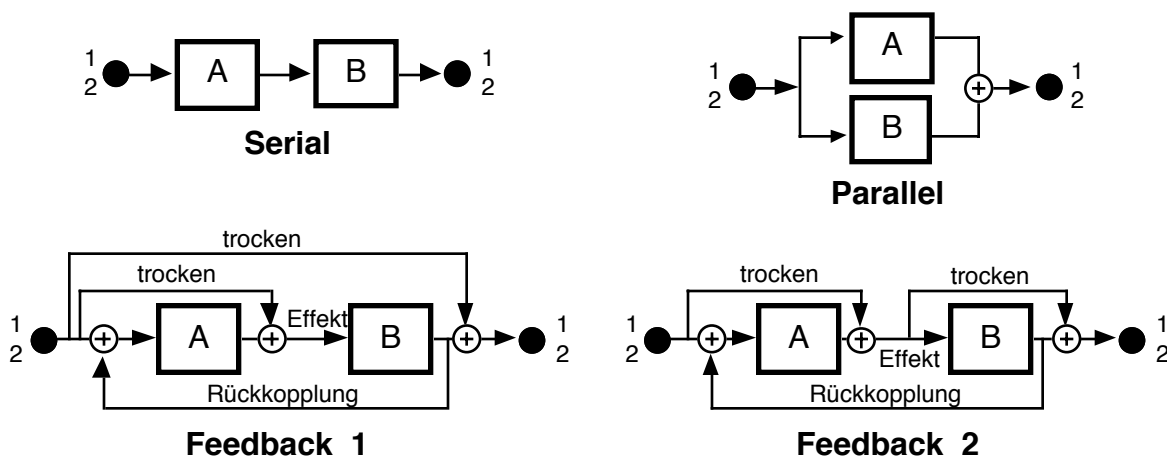 1
2
A
B
1
2
Serial
1
2
A
B
1
2
Parallel
trocken
trocken
1
2
A
Effekt
B
1
2
Rückkopplung
Feedback 1
trocken
trocken
1
2
A
Effekt
B
1
2
Rückkopplung
Feedback 2